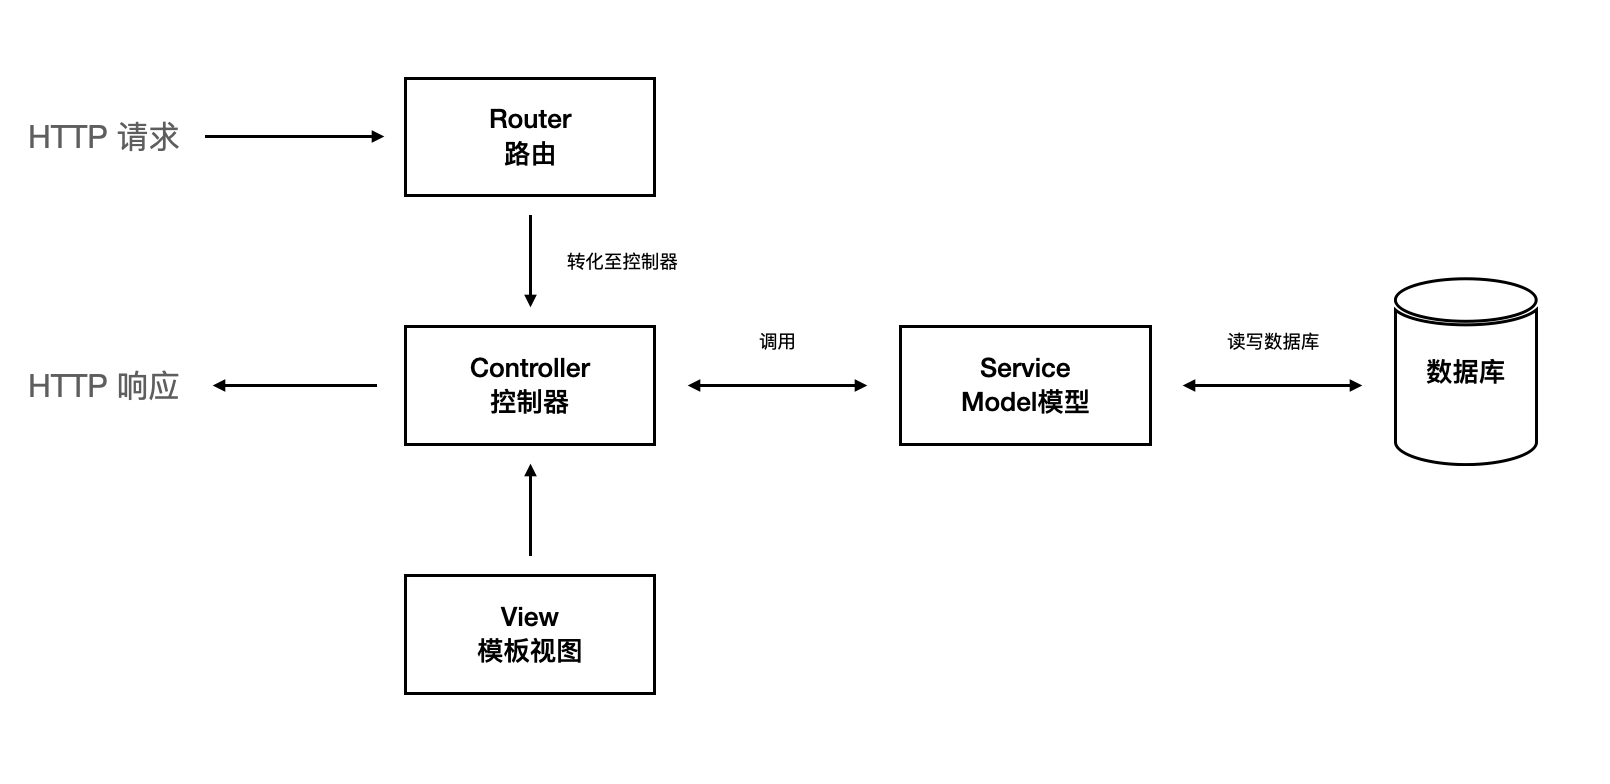 HTTP 请求
Router
路由
转化至控制器
HTTP 响应
Controller
控制器
调用
Service
Model模型
读写数据库
数据库
View
模板视图